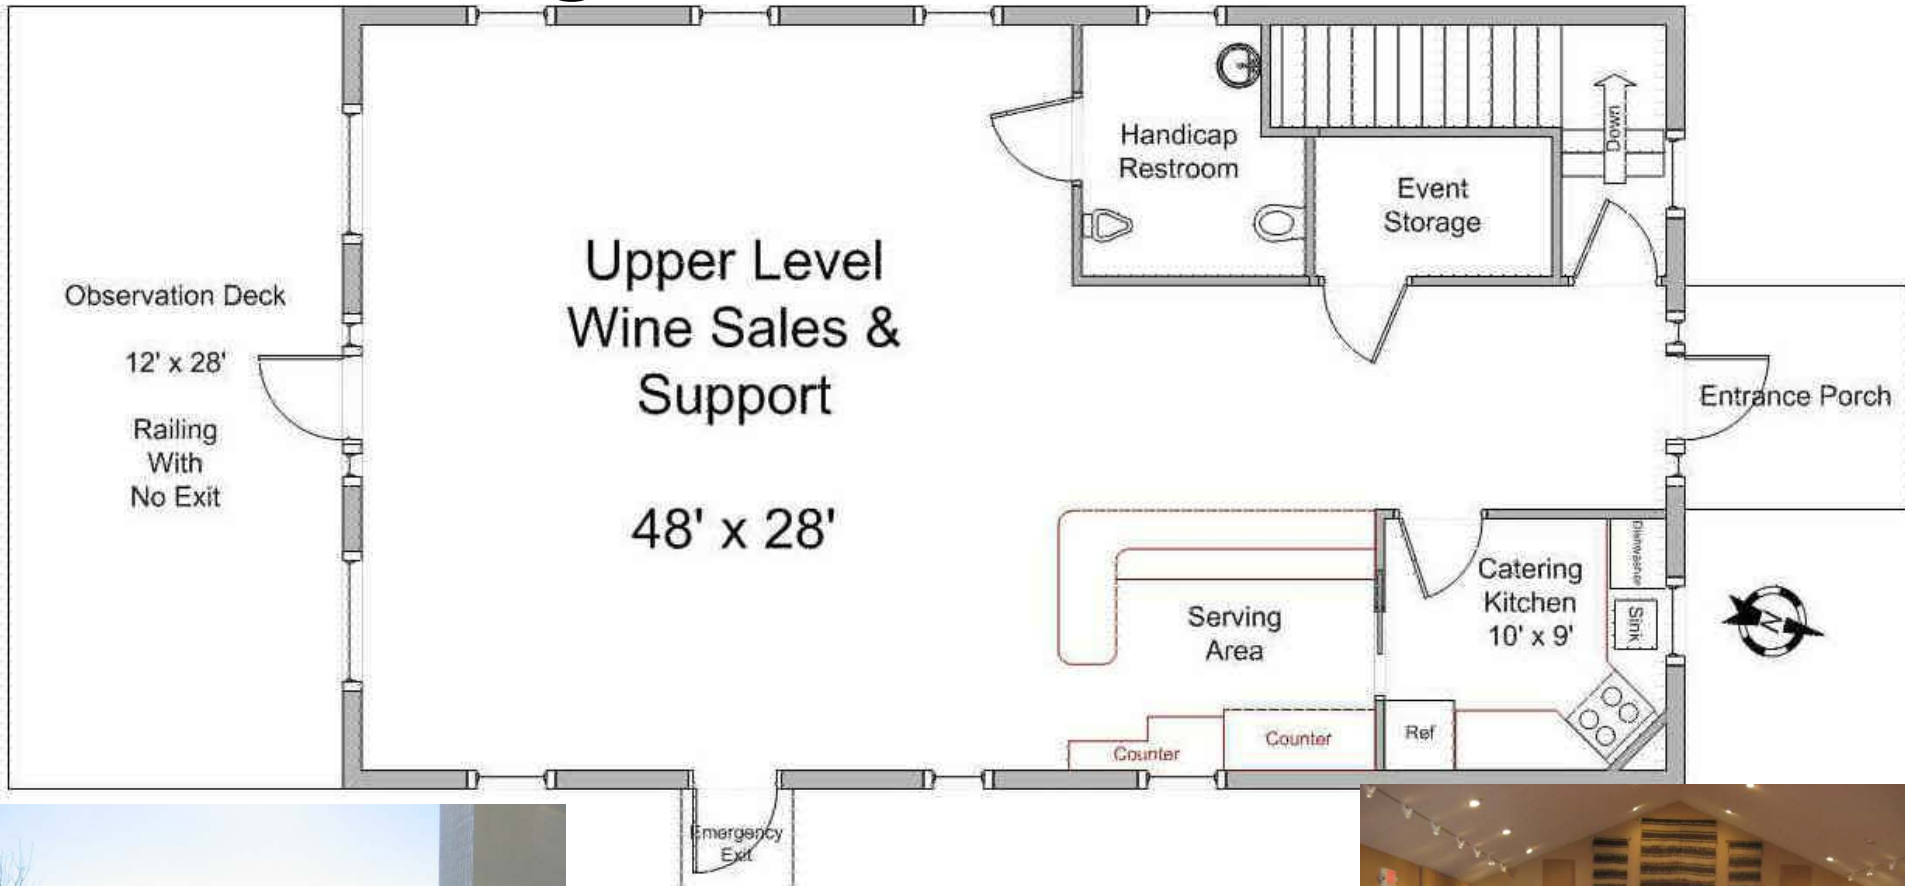 Observation Deck
12' x 28'
Railing
With
No Exit
Upper Level
Wine Sales &
Support
48' x 28'
Handicap
Restroom
Event
Storage
Down
Entrance Porch
Serving
Area
Catering
Kitchen
10' x 9'
Dishwasher
Sink
Ref
Counter
Counter
N
Emergency
Exit